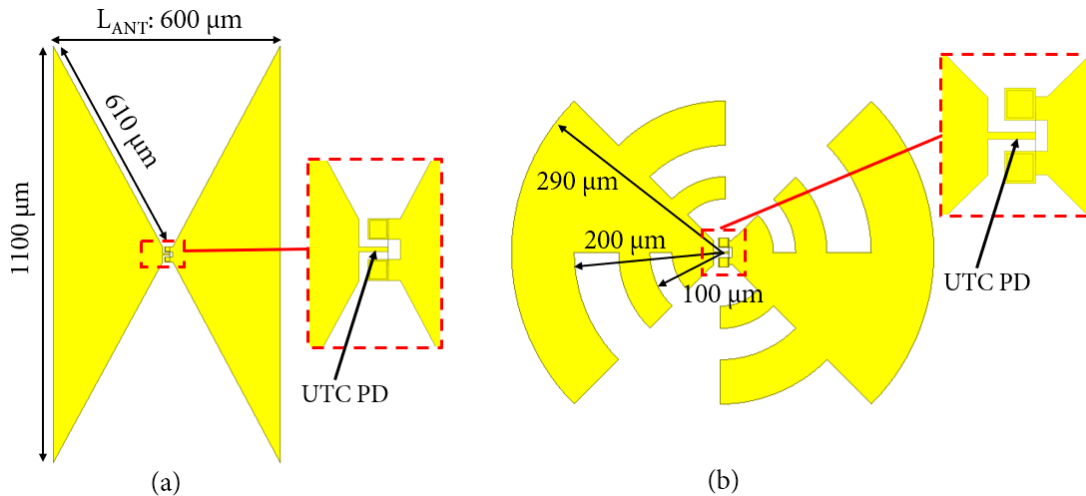 L_ANT: 600 µm
610 µm
1100 µm
UTC PD
(a)
290 µm
200 µm
100 µm
UTC PD
(b)